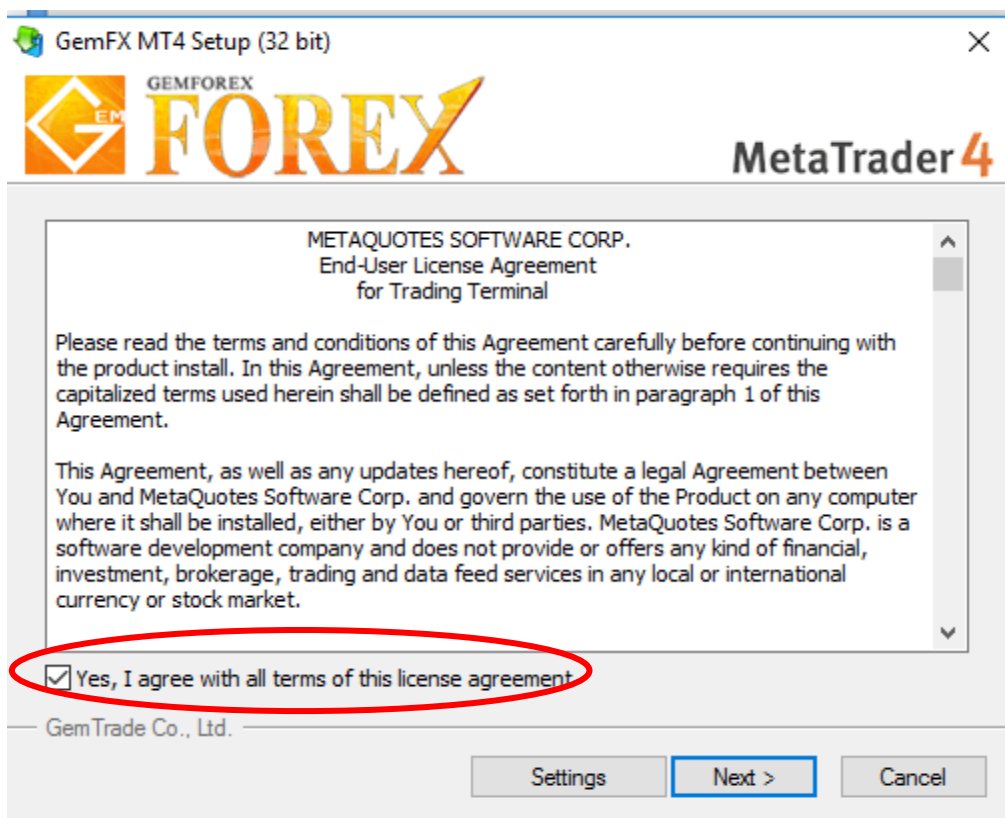 GemFX MT4 Setup (32 bit)
GEMFOREX
GEM
FOREX
MetaTrader 4
METAQUOTES SOFTWARE CORP.
End-User License Agreement
for Trading Terminal
Please read the terms and conditions of this Agreement carefully before continuing with
the product install. In this Agreement, unless the content otherwise requires the
capitalized terms used herein shall be defined as set forth in paragraph 1 of this
Agreement.
This Agreement, as well as any updates hereof, constitute a legal Agreement between
You and MetaQuotes Software Corp. and govern the use of the Product on any computer
where it shall be installed, either by You or third parties. MetaQuotes Software Corp. is a
software development company and does not provide or offers any kind of financial,
investment, brokerage, trading and data feed services in any local or international
currency or stock market.
Yes, I agree with all terms of this license agreement
GemTrade Co., Ltd.
Settings
Next >
Cancel